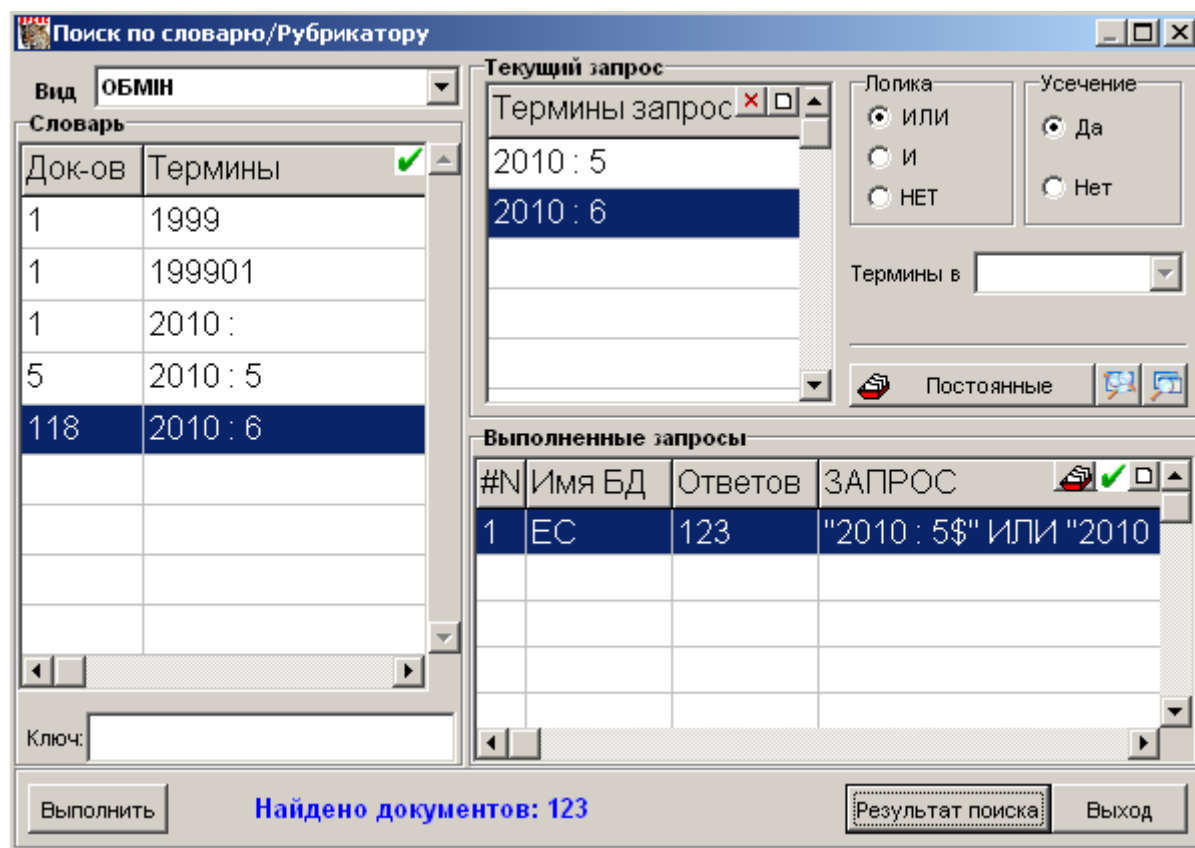 Поиск по словарю/Рубрикатору
Вид ОБМІН
Словарь
Док-ов Термины
1 1999
1 199901
1 2010 :
5 2010 : 5
118 2010 : 6
Ключ:
Текущий запрос
Термины запрос
2010 : 5
2010 : 6
Логика
ИЛИ
И
НЕТ
Усечение
Да
Нет
Термины в
Постоянные
Выполненные запросы
#N Имя БД Ответов ЗАПРОС
1 ЕС 123 "2010 : 5$" ИЛИ "2010
Выполнить Найдено документов: 123 Результат поиска Выход